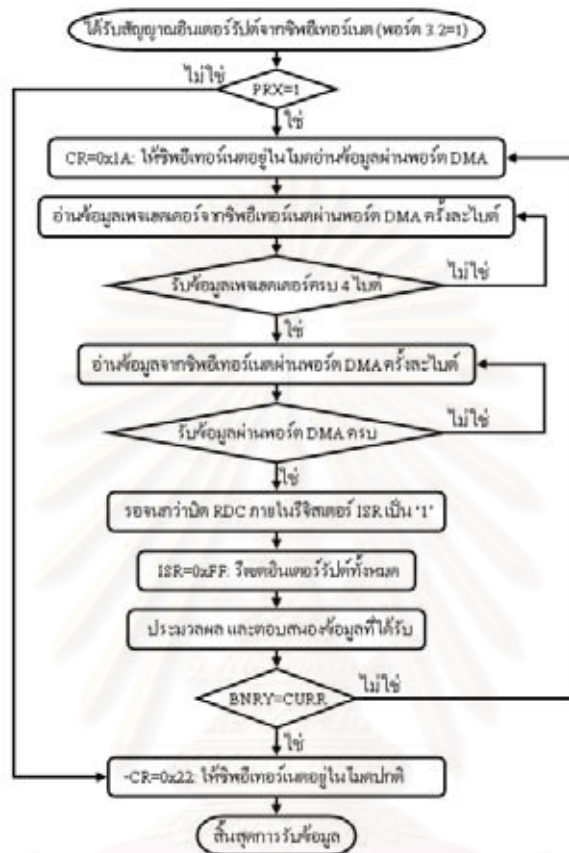 ได้รับสัญญาณอินเตอร์รัปต์จากชิพอีเทอร์เนต (พอร์ต 3.2=1)
ไม่ใช่
PRX=1
ใช่
CR=0x1A: ให้ชิพอีเทอร์เนตอยู่ในโมดอ่านข้อมูลผ่านพอร์ต DMA
อ่านข้อมูลเพจเฮดเดอร์จากชิพอีเทอร์เนตผ่านพอร์ต DMA ครั้งละไบต์
ไม่ใช่
รับข้อมูลเพจเฮดเดอร์ครบ 4 ไบต์
ใช่
อ่านข้อมูลจากชิพอีเทอร์เนตผ่านพอร์ต DMA ครั้งละไบต์
ไม่ใช่
รับข้อมูลผ่านพอร์ต DMA ครบ
ใช่
รอจนกว่าบิต RDC ภายในรีจิสเตอร์ ISR เป็น '1'
ISR=0xFF: รีเซตอินเตอร์รัปต์ทั้งหมด
ประมวลผล และตอบสนองข้อมูลที่ได้รับ
ไม่ใช่
BNRY=CURR
ใช่
-CR=0x22: ให้ชิพอีเทอร์เนตอยู่ในโมดปกติ
สิ้นสุดการรับข้อมูล